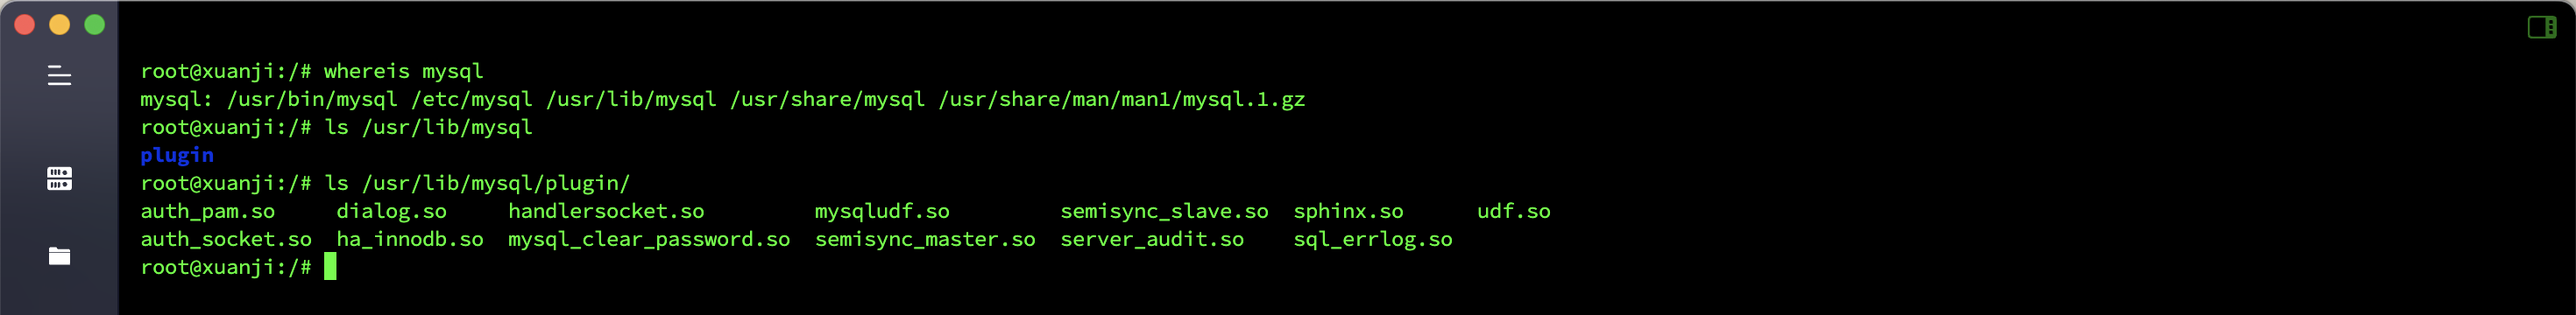 root@xuanji:/# whereis mysql
mysql: /usr/bin/mysql /etc/mysql /usr/lib/mysql /usr/share/mysql /usr/share/man/man1/mysql.1.gz
root@xuanji:/# ls /usr/lib/mysql
plugin
root@xuanji:/# ls /usr/lib/mysql/plugin/
auth_pam.so dialog.so handlersocket.so mysqludf.so semisync_slave.so sphinx.so udf.so
auth_socket.so ha_innodb.so mysql_clear_password.so semisync_master.so server_audit.so sql_errlog.so
root@xuanji:/#